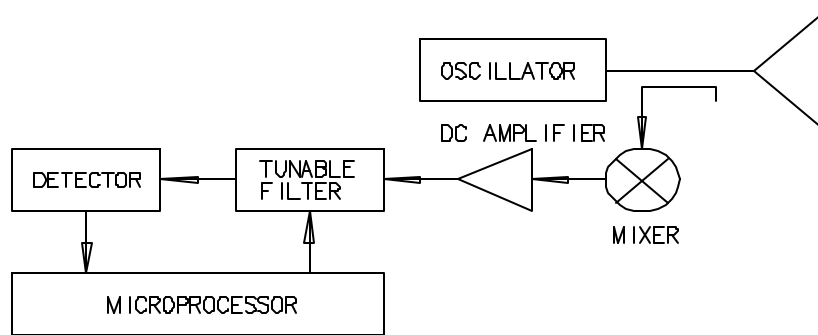 OSCILLATOR
DC AMPLIFIER
DETECTOR
TUNABLE
FILTER
MIXER
MICROPROCESSOR